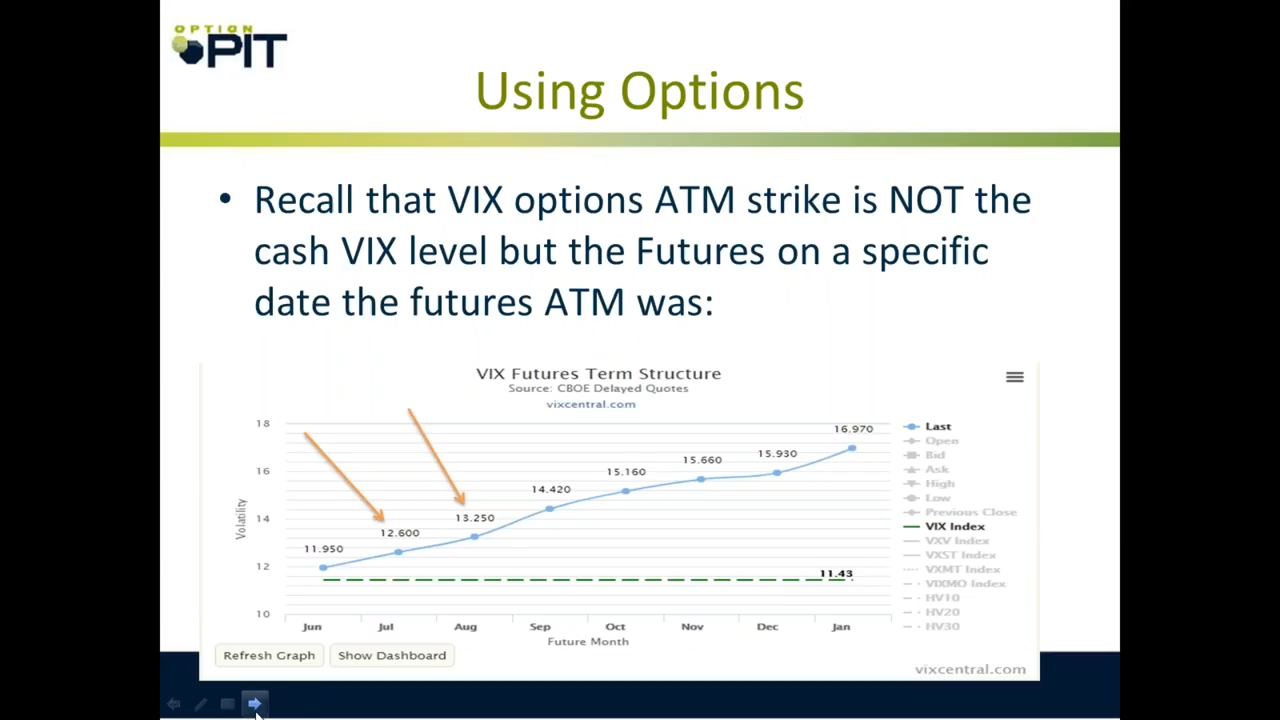 OPTION
PIT
Using Options
• Recall that VIX options ATM strike is NOT the
cash VIX level but the Futures on a specific
date the futures ATM was:
VIX Futures Term Structure
Source: CBOE Delayed Quotes
vixcentral.com
18
16
14
12
10
Volatility
11.950
12.600
13.250
14.420
15.160
15.660
15.930
16.970
11.43
Jun
Jul
Aug
Sep
Oct
Nov
Dec
Jan
Future Month
Last
Open
Bid
Ask
High
Low
Previous Close
VIX Index
VXV Index
VXST Index
VXMT Index
VIXMO Index
HV10
HV20
HV30
Refresh Graph
Show Dashboard
vixcentral.com